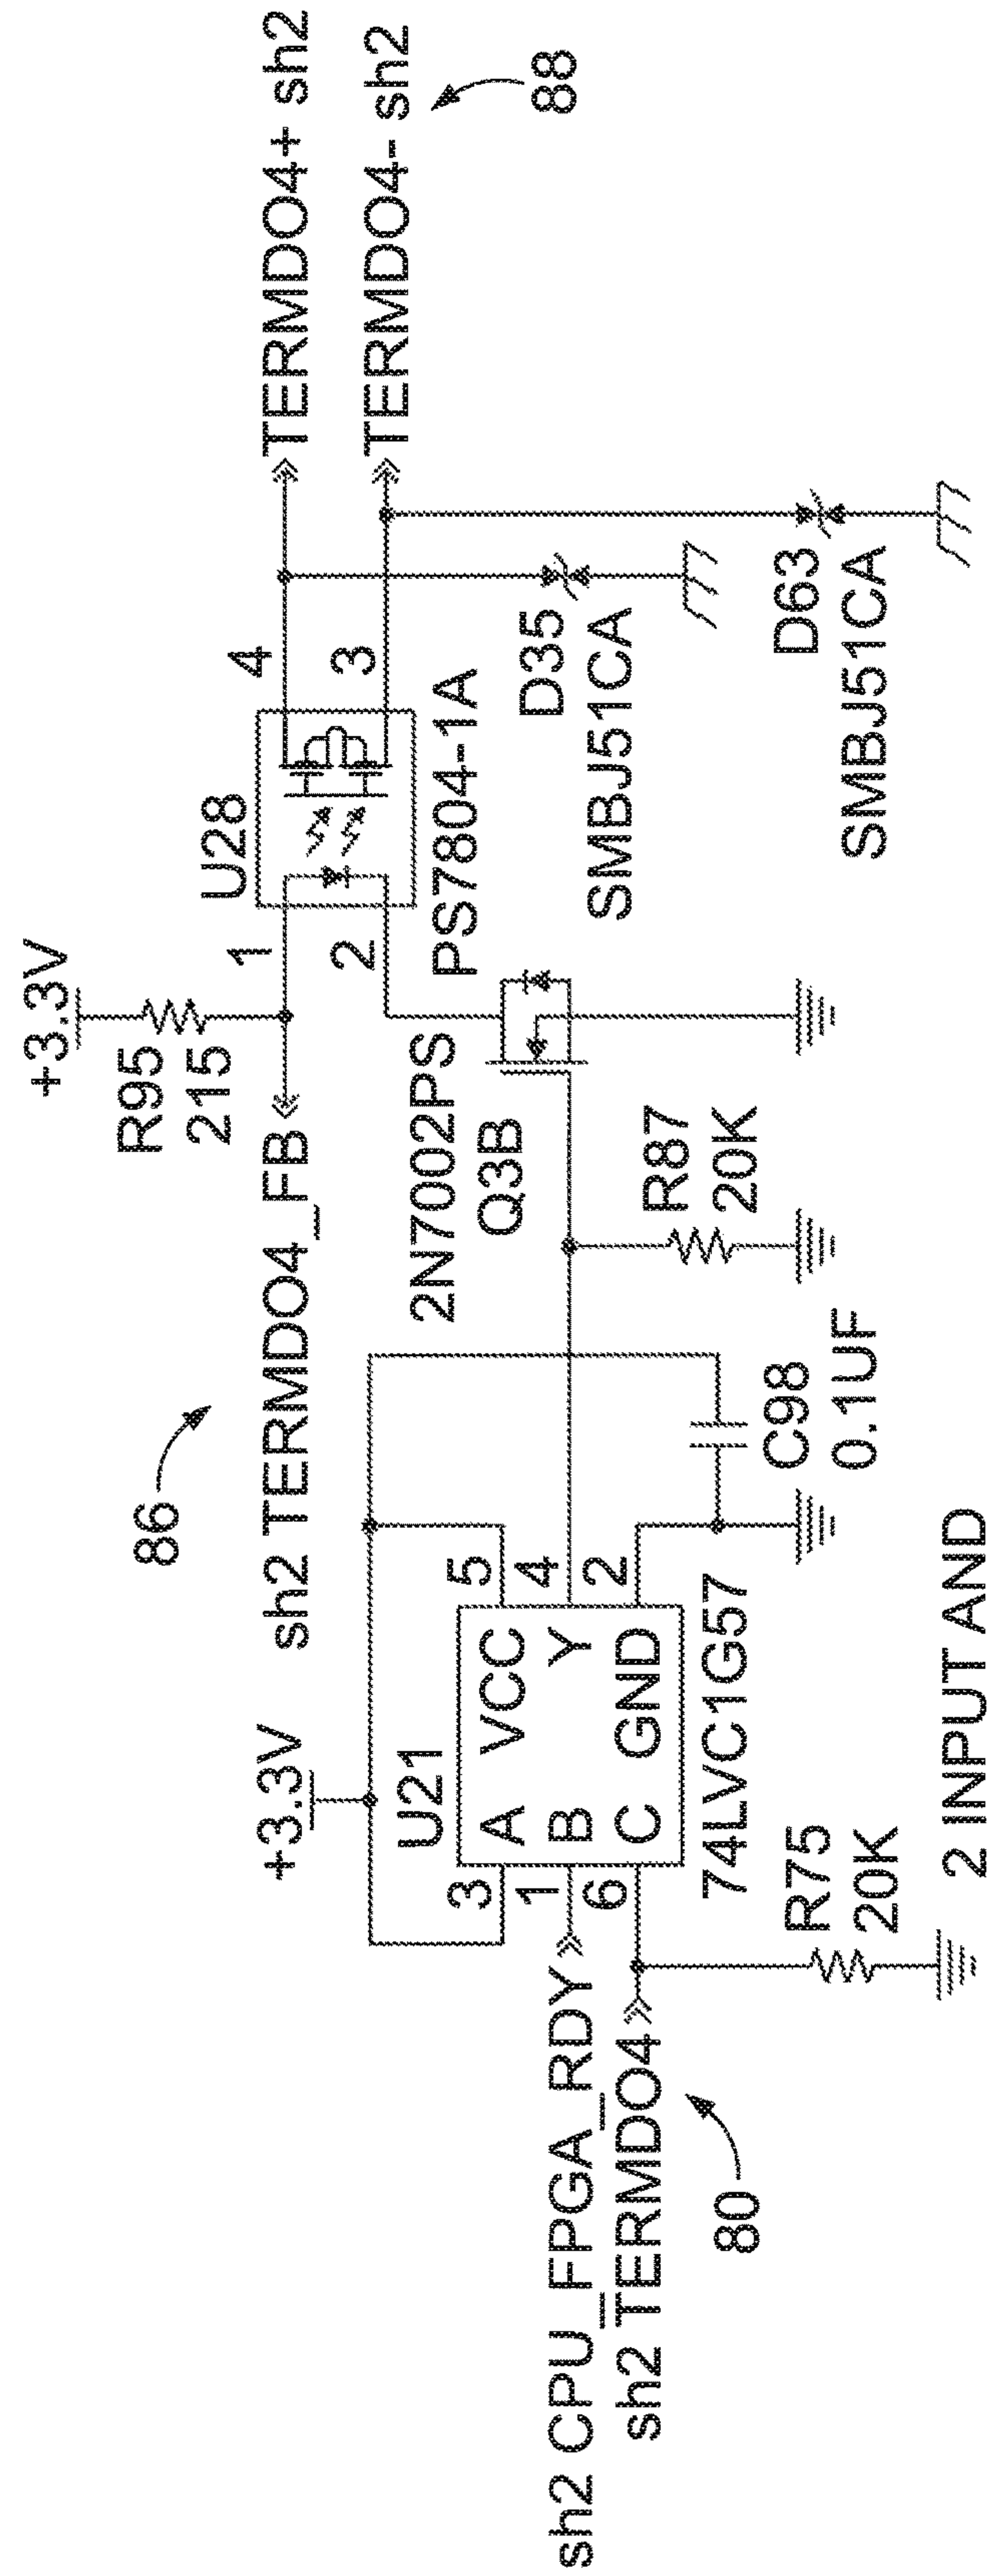 +3.3V
R95
215
86
sh2 TERMDO4_FB
1
2
U28
4
3
PS7804-1A
TERMDO4+ sh2
TERMDO4- sh2
88
+3.3V
U21
3
1
6
A
B
C
VCC
Y
GND
5
4
2
74LVC1G57
2N7002PS
Q3B
R87
20K
C98
0.1UF
D35
SMBJ51CA
D63
SMBJ51CA
sh2 CPU_FPGA_RDY
sh2 TERMDO4
80
R75
20K
2 INPUT AND